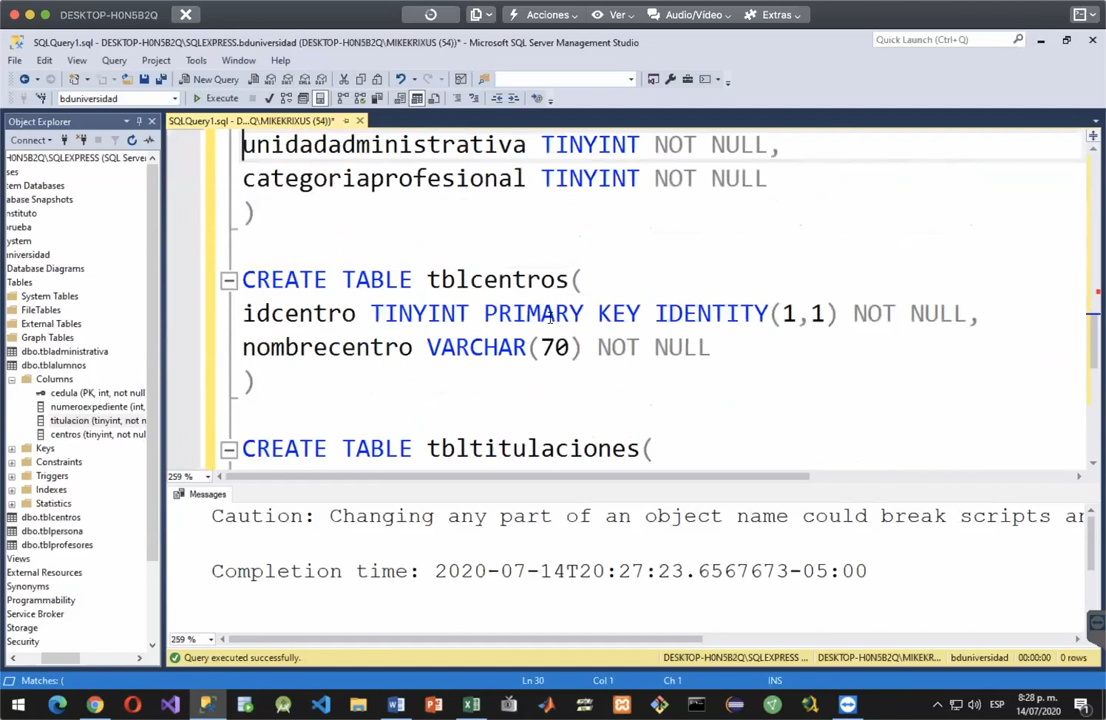 DESKTOP-H0N5B2Q
Acciones
Ver
Audio/Vídeo
Extras
SQLQuery1.sql - DESKTOP-H0N5B2Q\SQLEXPRESS.bduniversidad (DESKTOP-H0N5B2Q\MIKEKRIXUS (54))* - Microsoft SQL Server Management Studio
Quick Launch (Ctrl+Q)
File Edit View Query Project Tools Window Help
New Query
bduniversidad
Execute
Object Explorer
SQLQuery1.sql - D...Q\MIKEKRIXUS (54))*
Connect
H0N5B2Q\SQLEXPRESS (SQL Server
ses
stem Databases
tabase Snapshots
stituto
rueba
ystem
niversidad
Database Diagrams
Tables
System Tables
FileTables
External Tables
Graph Tables
dbo.tbladministrativa
dbo.tblalumnos
Columns
cedula (PK, int, not null
numeroexpediente (int,
titulacion (tinyint, not n
centros (tinyint, not null
Keys
Constraints
Triggers
Indexes
Statistics
dbo.tblcentros
dbo.tblpersona
dbo.tblprofesores
Views
External Resources
Synonyms
Programmability
Service Broker
Storage
Security
unidadadministrativa TINYINT NOT NULL,
categoriaprofesional TINYINT NOT NULL
)
CREATE TABLE tblcentros(
idcentro TINYINT PRIMARY KEY IDENTITY(1,1) NOT NULL,
nombrecentro VARCHAR(70) NOT NULL
)
CREATE TABLE tbltitulaciones(
259 %
Messages
Caution: Changing any part of an object name could break scripts an
Completion time: 2020-07-14T20:27:23.6567673-05:00
259 %
Query executed successfully.
DESKTOP-H0N5B2Q\SQLEXPRESS ...
DESKTOP-H0N5B2Q\MIKEKR...
bduniversidad
00:00:00
0 rows
Matches: (
Ln 30
Col 1
Ch 1
INS
ESP
8:28 p. m.
14/07/2020